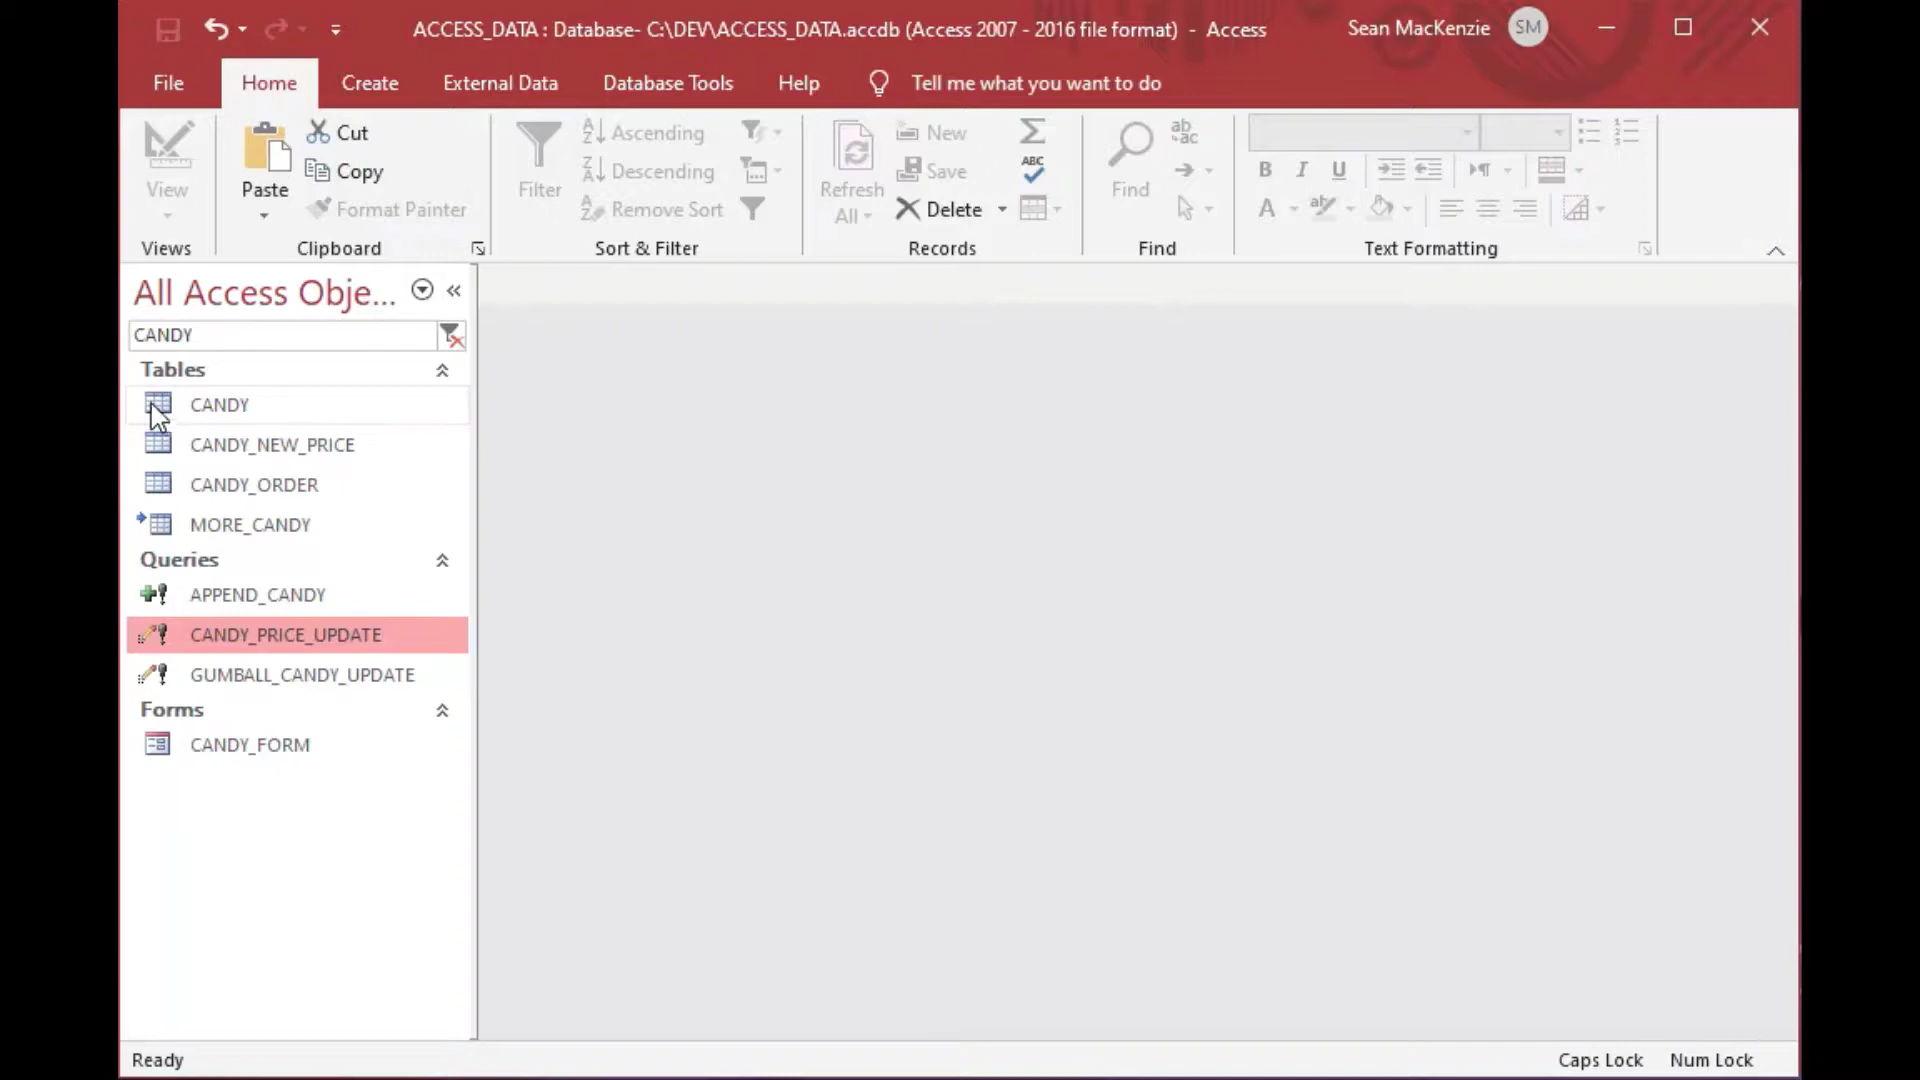 ACCESS_DATA : Database- C:\DEV\ACCESS_DATA.accdb (Access 2007 - 2016 file format) - Access
Sean MacKenzie
SM
File
Home
Create
External Data
Database Tools
Help
Tell me what you want to do
View
Views
Paste
Cut
Copy
Format Painter
Clipboard
Filter
Ascending
Descending
Remove Sort
Sort & Filter
Refresh
All
New
Save
Delete
ABC
Records
Find
ab
ac
Find
B I U
A
Text Formatting
All Access Obje...
CANDY
Tables
CANDY
CANDY_NEW_PRICE
CANDY_ORDER
MORE_CANDY
Queries
APPEND_CANDY
CANDY_PRICE_UPDATE
GUMBALL_CANDY_UPDATE
Forms
CANDY_FORM
Ready
Caps Lock
Num Lock